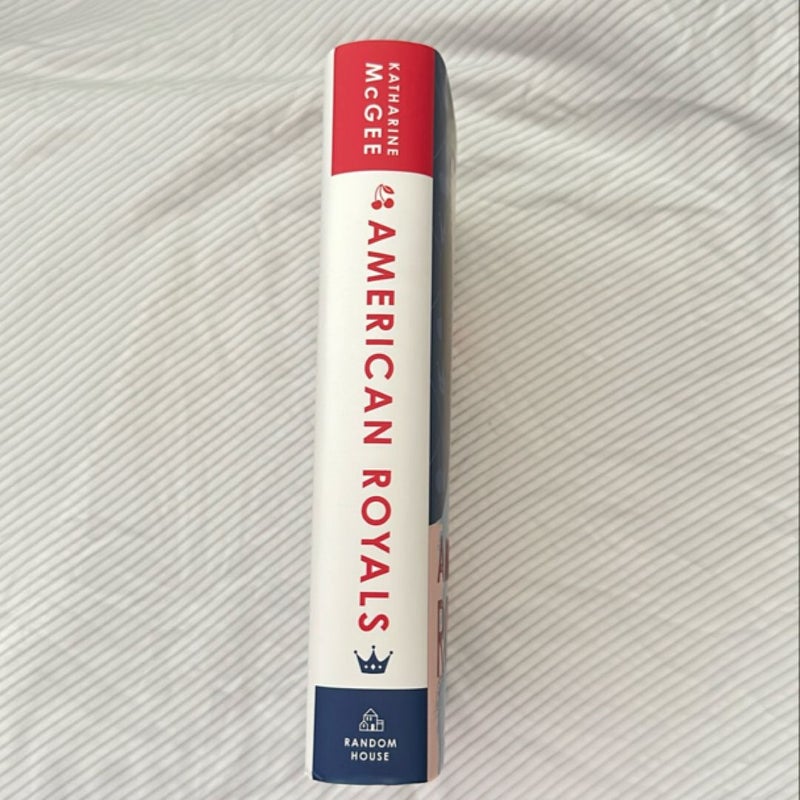 KATHARINE
McGEE
AMERICAN ROYALS
RANDOM
HOUSE